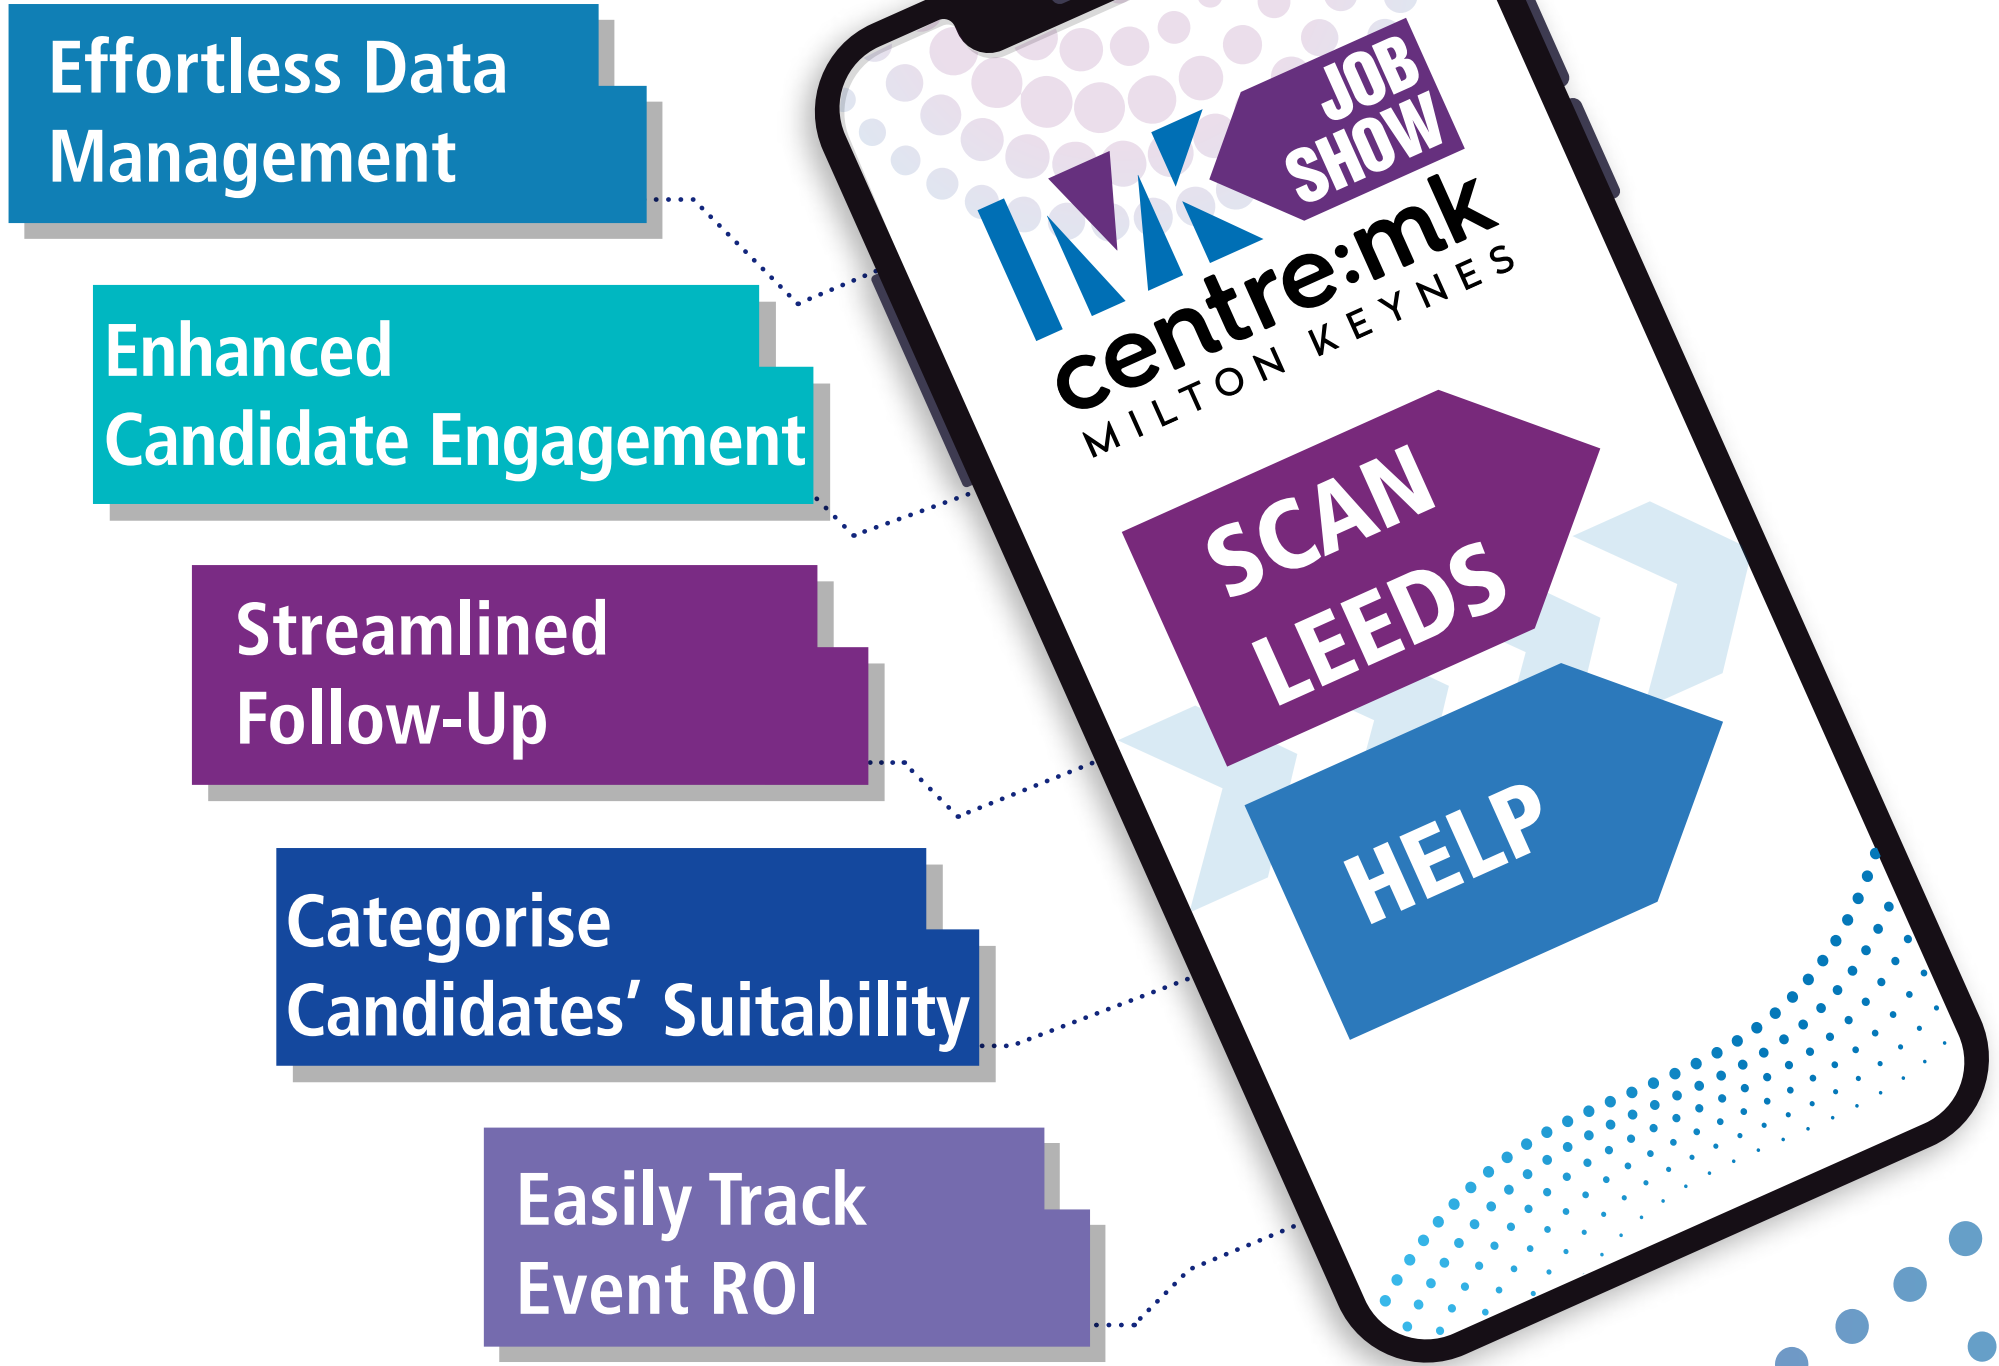 Effortless Data
Management
Enhanced
Candidate Engagement
Streamlined
Follow-Up
Categorise
Candidates’ Suitability
Easily Track
Event ROI
MK
JOB
SHOW
centre:mk
MILTON KEYNES
SCAN
LEEDS
HELP